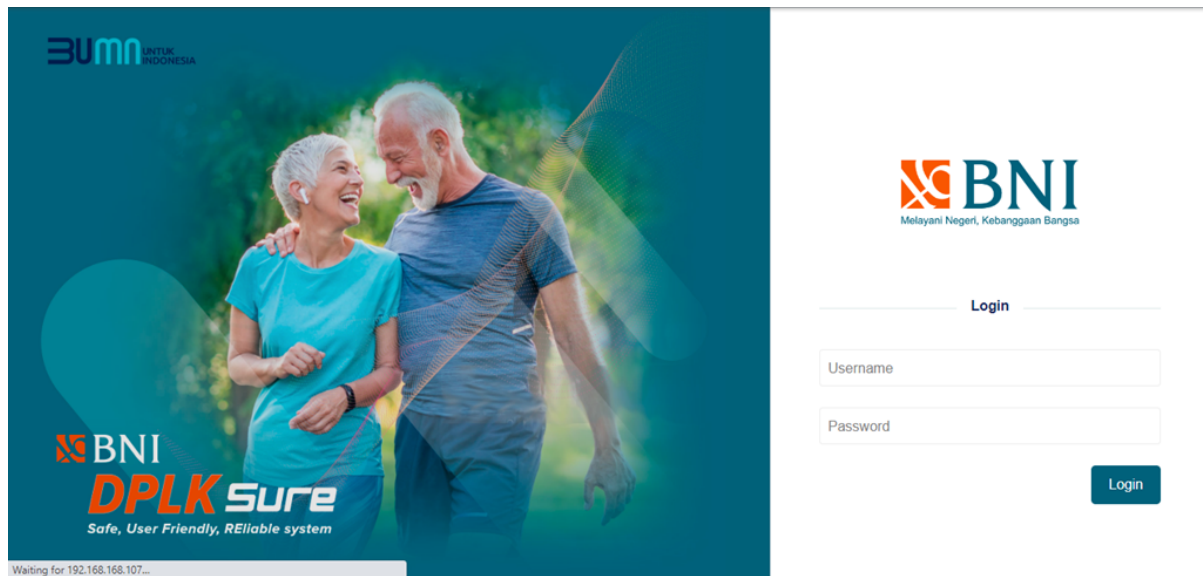 BUMN UNTUK
INDONESIA
BNI
DPLK Sure
Safe, User Friendly, REliable system
Waiting for 192.168.168.107...
BNI
Melayani Negeri, Kebanggaan Bangsa
Login
Username
Password
Login